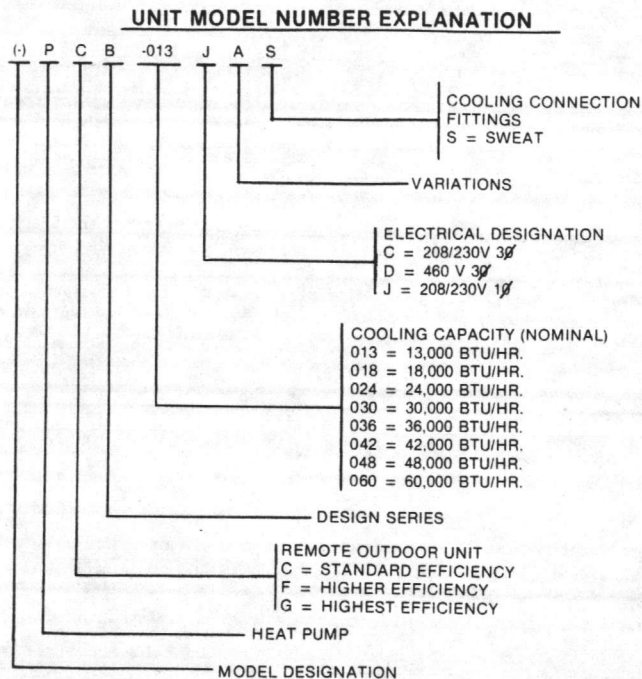 UNIT MODEL NUMBER EXPLANATION
(-) P C B -013 J A S
COOLING CONNECTION
FITTINGS
S = SWEAT
VARIATIONS
ELECTRICAL DESIGNATION
C = 208/230V 3Ø
D = 460 V 3Ø
J = 208/230V 1Ø
COOLING CAPACITY (NOMINAL)
013 = 13,000 BTU/HR.
018 = 18,000 BTU/HR.
024 = 24,000 BTU/HR.
030 = 30,000 BTU/HR.
036 = 36,000 BTU/HR.
042 = 42,000 BTU/HR.
048 = 48,000 BTU/HR.
060 = 60,000 BTU/HR.
DESIGN SERIES
REMOTE OUTDOOR UNIT
C = STANDARD EFFICIENCY
F = HIGHER EFFICIENCY
G = HIGHEST EFFICIENCY
HEAT PUMP
MODEL DESIGNATION